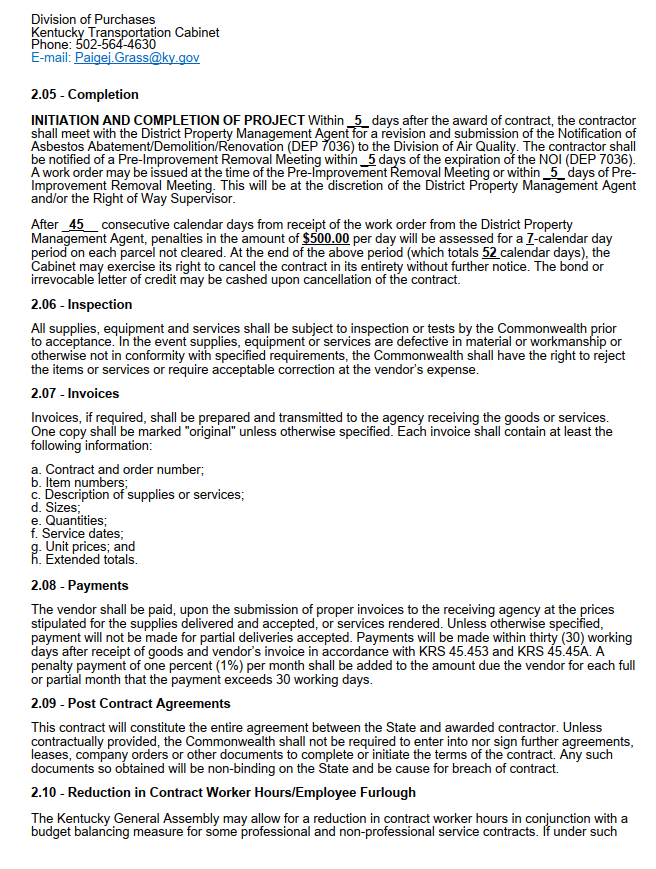 Division of Purchases
Kentucky Transportation Cabinet
Phone: 502-564-4630
E-mail: Paigej.Grass@ky.gov
2.05 - Completion
INITIATION AND COMPLETION OF PROJECT Within _5_ days after the award of contract, the contractor
shall meet with the District Property Management Agent for a revision and submission of the Notification of
Asbestos Abatement/Demolition/Renovation (DEP 7036) to the Division of Air Quality. The contractor shall
be notified of a Pre-Improvement Removal Meeting within _5 days of the expiration of the NOI (DEP 7036).
A work order may be issued at the time of the Pre-Improvement Removal Meeting or within _5_ days of Pre-
Improvement Removal Meeting. This will be at the discretion of the District Property Management Agent
and/or the Right of Way Supervisor.
After _45__ consecutive calendar days from receipt of the work order from the District Property
Management Agent, penalties in the amount of $500.00 per day will be assessed for a 7-calendar day
period on each parcel not cleared. At the end of the above period (which totals 52 calendar days), the
Cabinet may exercise its right to cancel the contract in its entirety without further notice. The bond or
irrevocable letter of credit may be cashed upon cancellation of the contract.
2.06 - Inspection
All supplies, equipment and services shall be subject to inspection or tests by the Commonwealth prior
to acceptance. In the event supplies, equipment or services are defective in material or workmanship or
otherwise not in conformity with specified requirements, the Commonwealth shall have the right to reject
the items or services or require acceptable correction at the vendor's expense.
2.07 - Invoices
Invoices, if required, shall be prepared and transmitted to the agency receiving the goods or services.
One copy shall be marked "original" unless otherwise specified. Each invoice shall contain at least the
following information:
a. Contract and order number;
b. Item numbers;
c. Description of supplies or services;
d. Sizes;
e. Quantities;
f. Service dates;
g. Unit prices; and
h. Extended totals.
2.08 - Payments
The vendor shall be paid, upon the submission of proper invoices to the receiving agency at the prices
stipulated for the supplies delivered and accepted, or services rendered. Unless otherwise specified,
payment will not be made for partial deliveries accepted. Payments will be made within thirty (30) working
days after receipt of goods and vendor's invoice in accordance with KRS 45.453 and KRS 45.45A. A
penalty payment of one percent (1%) per month shall be added to the amount due the vendor for each full
or partial month that the payment exceeds 30 working days.
2.09 - Post Contract Agreements
This contract will constitute the entire agreement between the State and awarded contractor. Unless
contractually provided, the Commonwealth shall not be required to enter into nor sign further agreements,
leases, company orders or other documents to complete or initiate the terms of the contract. Any such
documents so obtained will be non-binding on the State and be cause for breach of contract.
2.10 - Reduction in Contract Worker Hours/Employee Furlough
The Kentucky General Assembly may allow for a reduction in contract worker hours in conjunction with a
budget balancing measure for some professional and non-professional service contracts. If under such